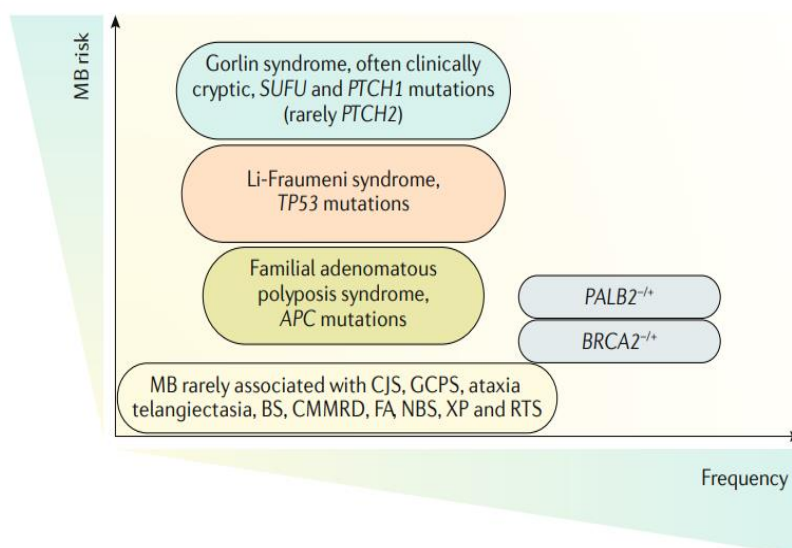 MB risk
Gorlin syndrome, often clinically
cryptic, SUFU and PTCH1 mutations
(rarely PTCH2)
Li-Fraumeni syndrome,
TP53 mutations
Familial adenomatous
polyposis syndrome,
APC mutations
PALB2⁻/⁺
BRCA2⁻/⁺
MB rarely associated with CJS, GCPS, ataxia
telangiectasia, BS, CMMRD, FA, NBS, XP and RTS
Frequency